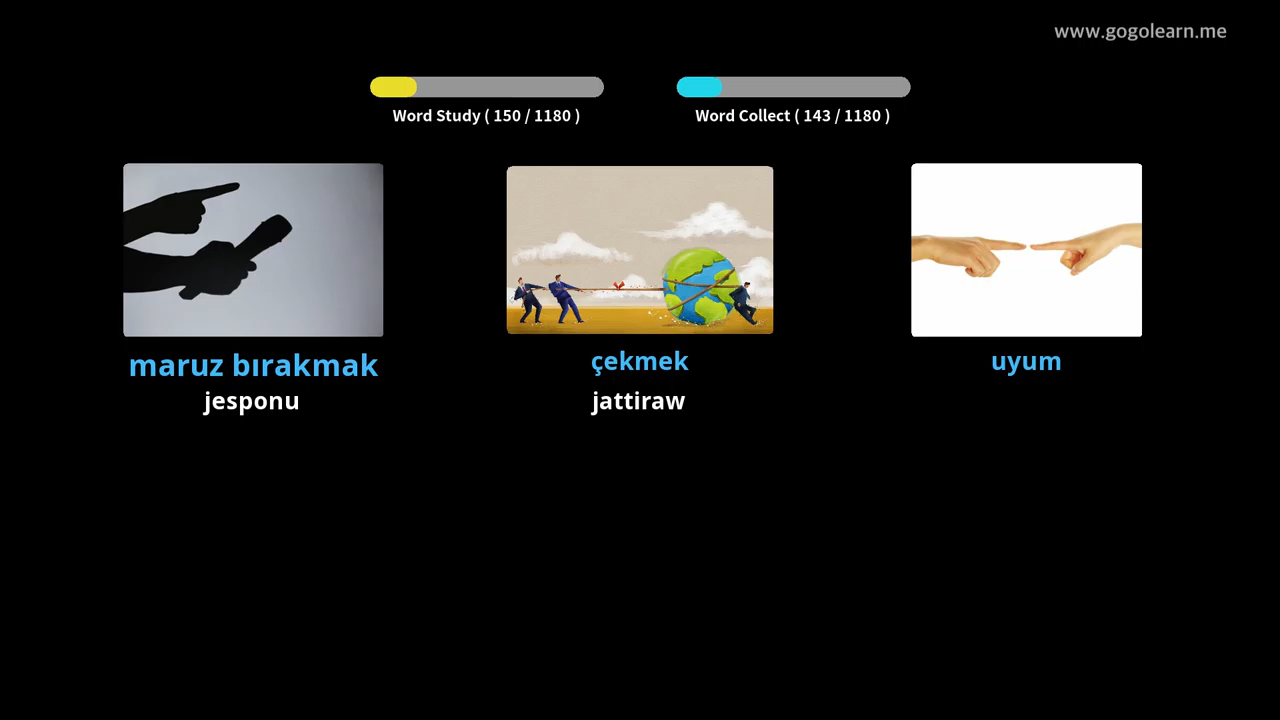 www.gogolearn.me
Word Study ( 150 / 1180 )
Word Collect ( 143 / 1180 )
maruz bırakmak
jesponu
çekmek
jattiraw
uyum